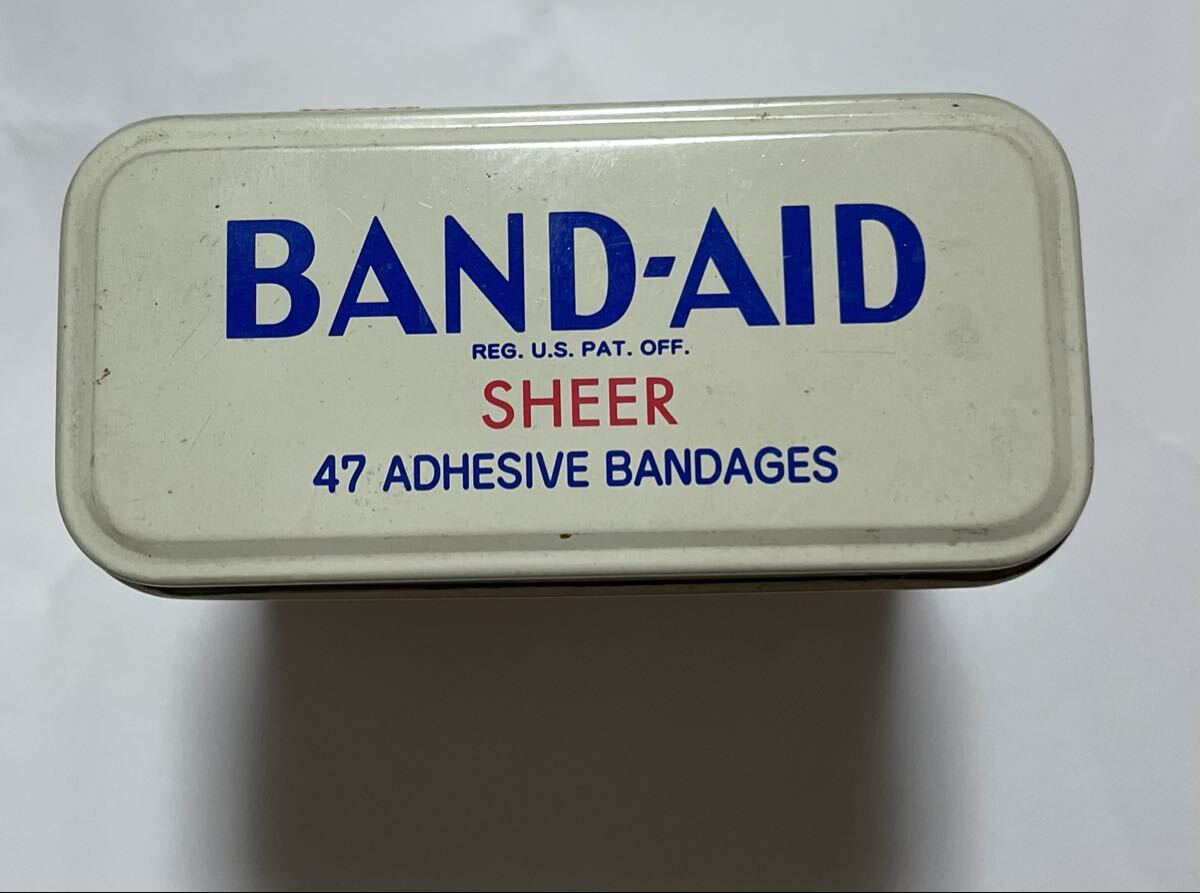 BAND-AID
REG. U.S. PAT. OFF.
SHEER
47 ADHESIVE BANDAGES